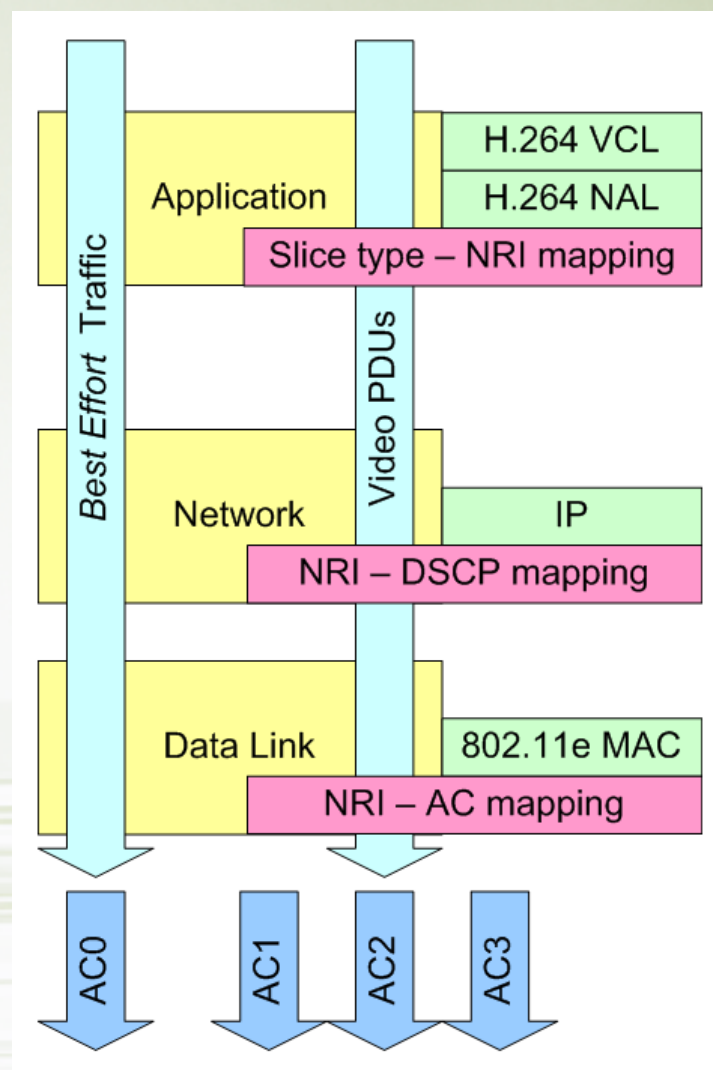 H.264 VCL
Application
H.264 NAL
Slice type – NRI mapping
Best Effort Traffic
Video PDUs
Network
IP
NRI – DSCP mapping
Data Link
802.11e MAC
NRI – AC mapping
AC0
AC1
AC2
AC3